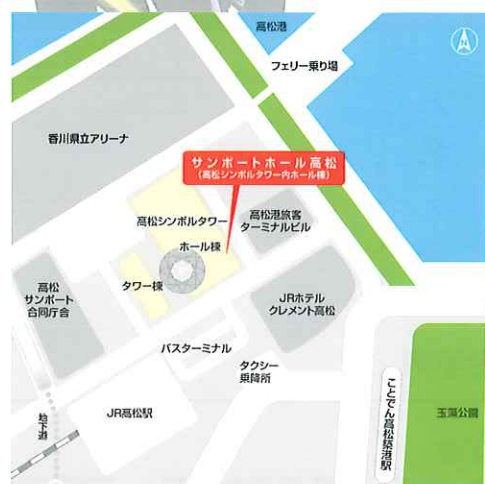 高松港
フェリー乗り場
香川県立アリーナ
サンポートホール高松
(高松シンボルタワー内ホール棟)
高松シンボルタワー
ホール棟
高松港旅客
ターミナルビル
タワー棟
高松
サンポート
合同庁舎
JRホテル
クレメント高松
バスターミナル
タクシー
乗降所
地下道
JR高松駅
ことでん高松築港駅
玉藻公園